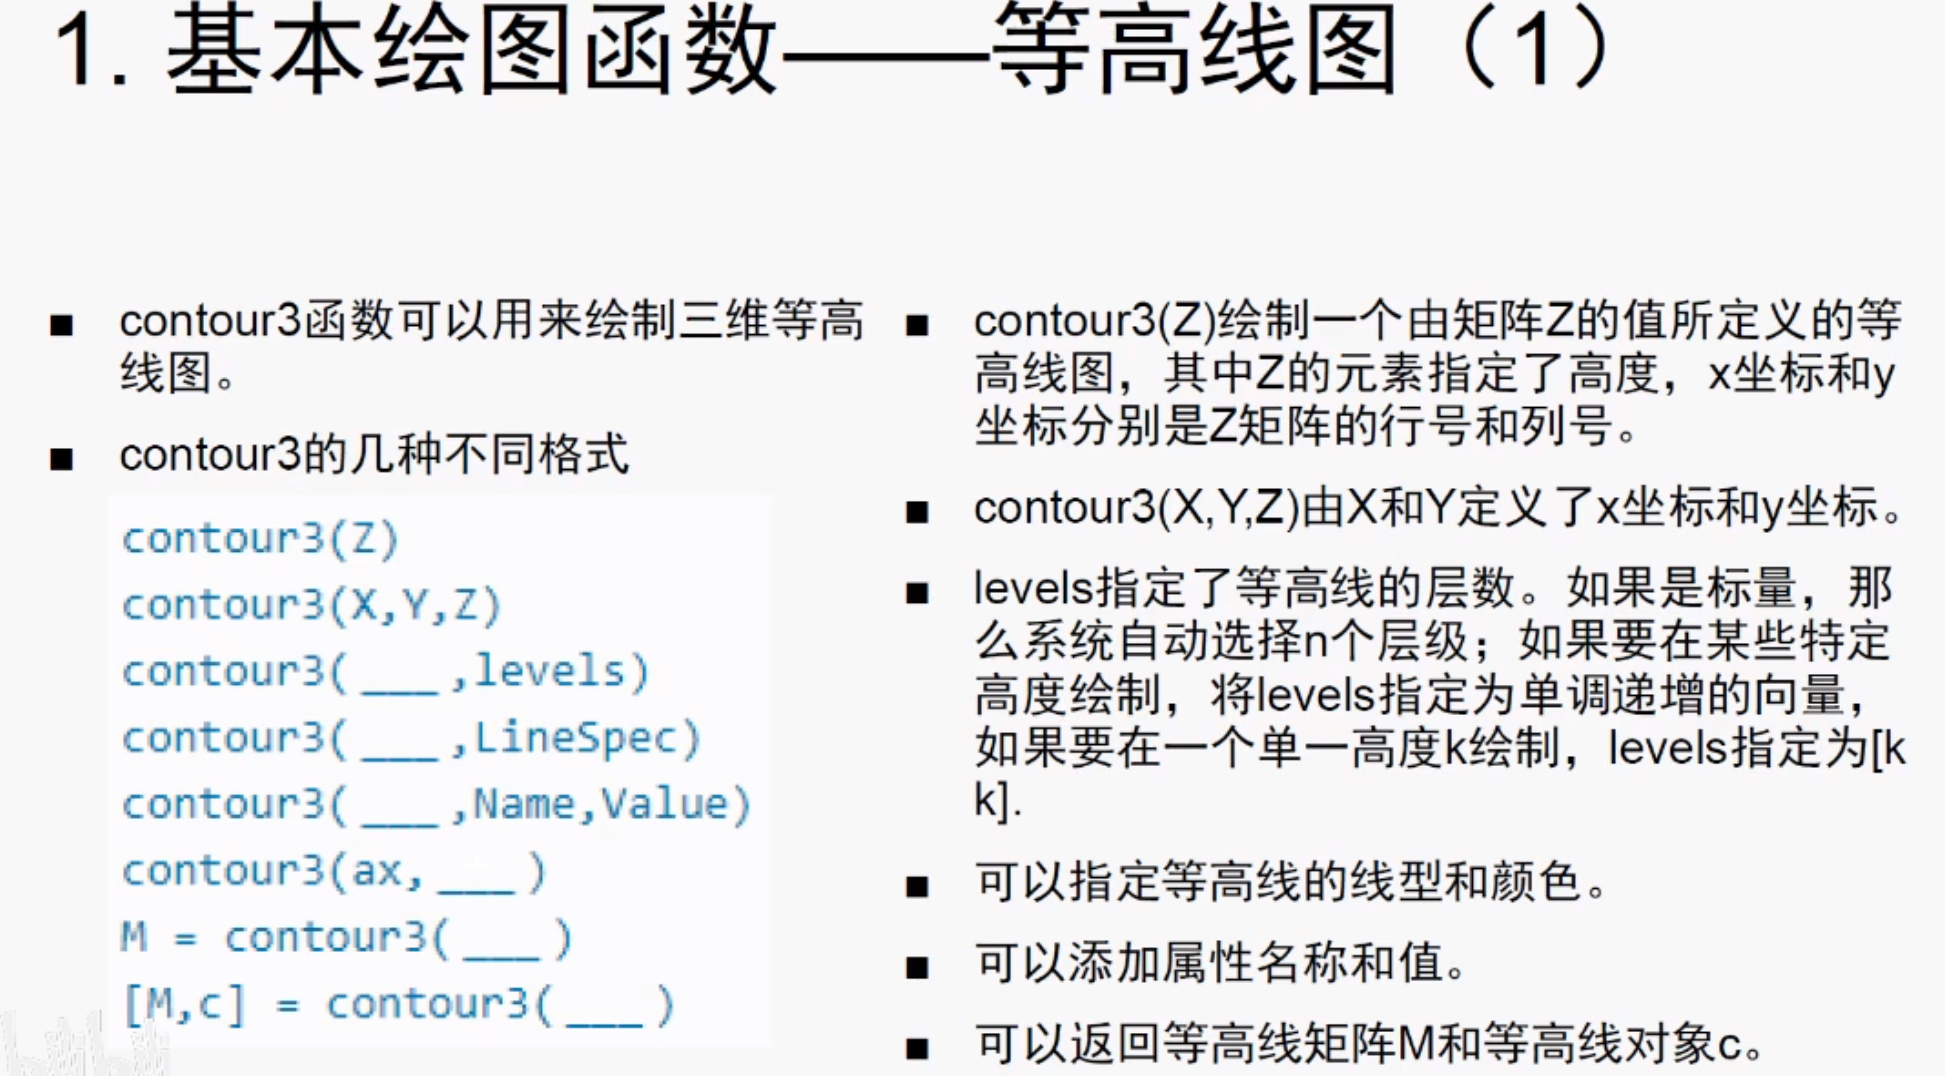 1. 基本绘图函数——等高线图（1）
■ contour3函数可以用来绘制三维等高
线图。
■ contour3的几种不同格式
contour3(Z)
contour3(X,Y,Z)
contour3( ___ ,levels)
contour3( ___ ,LineSpec)
contour3( ___ ,Name,Value)
contour3(ax, ___ )
M = contour3( ___ )
[M,c] = contour3( ___ )
■ contour3(Z)绘制一个由矩阵Z的值所定义的等
高线图，其中Z的元素指定了高度，x坐标和y
坐标分别是Z矩阵的行号和列号。
■ contour3(X,Y,Z)由X和Y定义了x坐标和y坐标。
■ levels指定了等高线的层数。如果是标量，那
么系统自动选择n个层级；如果要在某些特定
高度绘制，将levels指定为单调递增的向量，
如果要在一个单一高度k绘制，levels指定为[k
k].
■ 可以指定等高线的线型和颜色。
■ 可以添加属性名称和值。
■ 可以返回等高线矩阵M和等高线对象c。